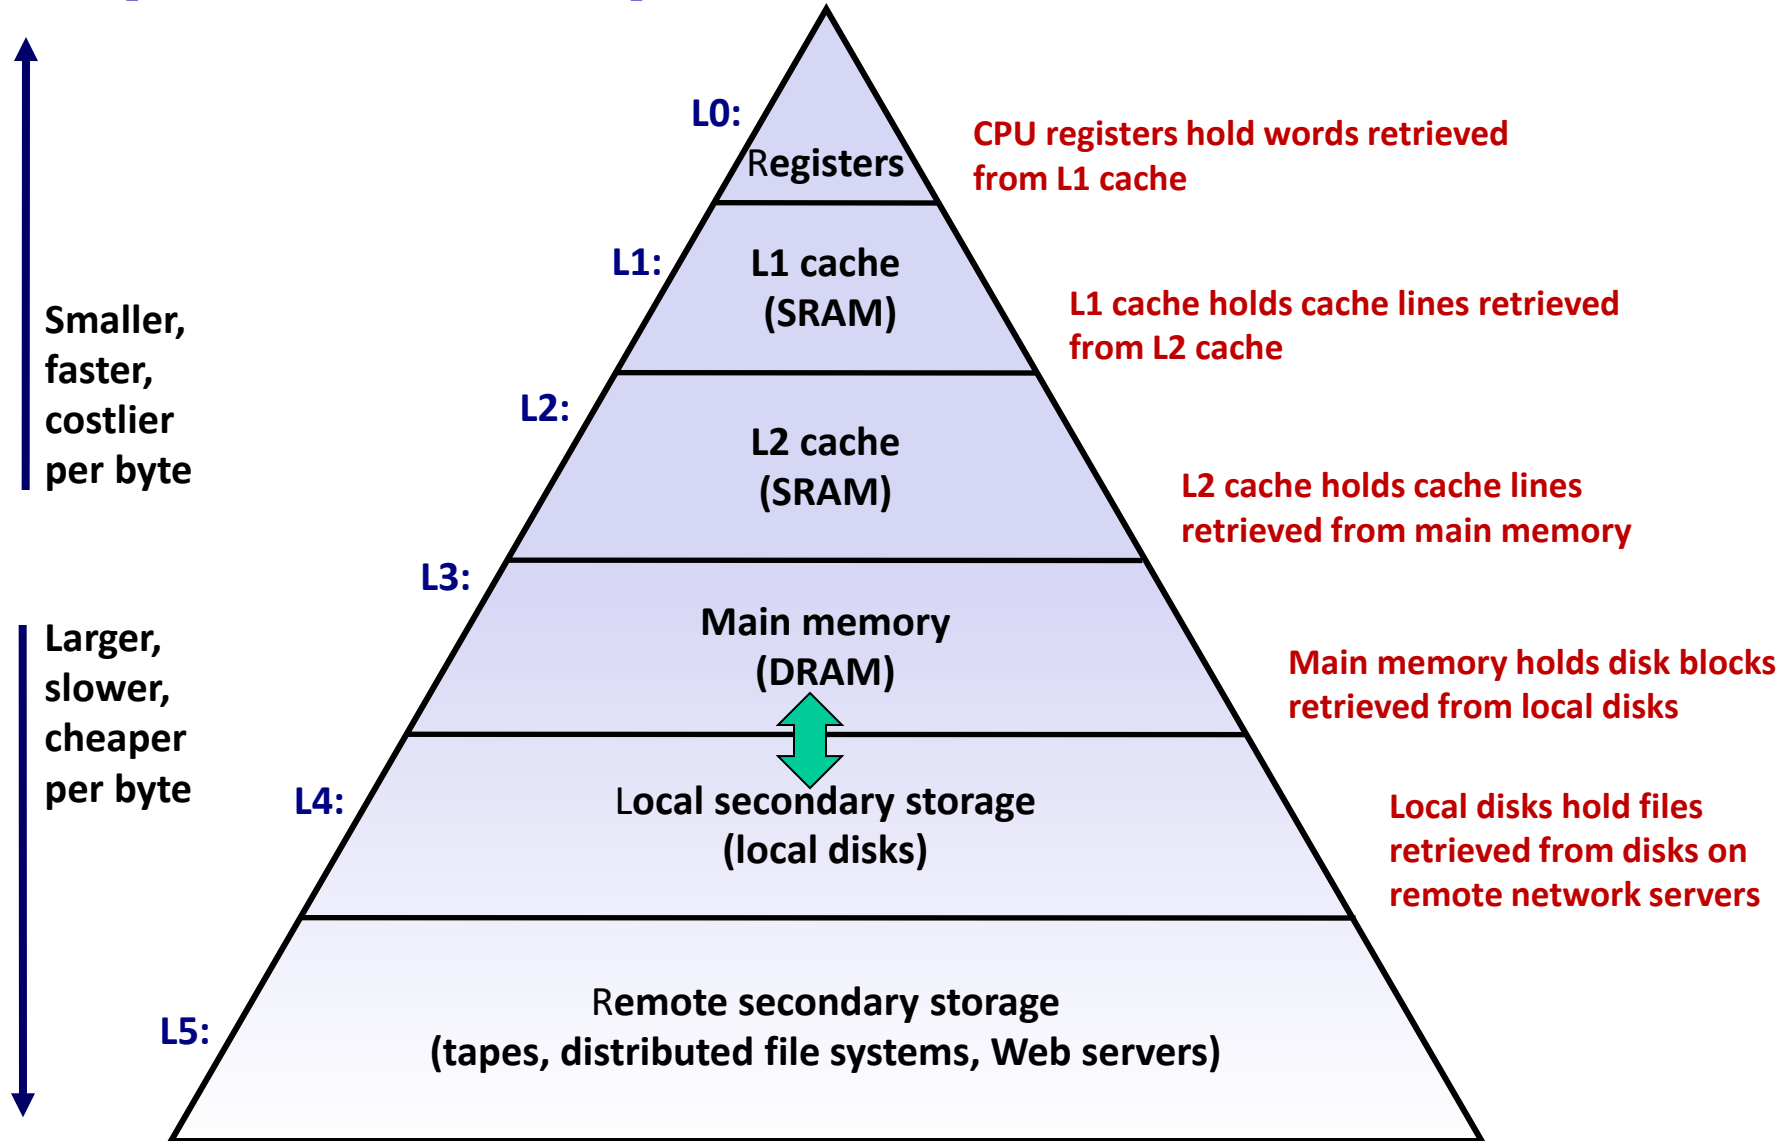 L0:
Registers
CPU registers hold words retrieved
from L1 cache
L1:
L1 cache
(SRAM)
L1 cache holds cache lines retrieved
from L2 cache
Smaller,
faster,
costlier
per byte
L2:
L2 cache
(SRAM)
L2 cache holds cache lines
retrieved from main memory
L3:
Main memory
(DRAM)
Main memory holds disk blocks
retrieved from local disks
Larger,
slower,
cheaper
per byte
L4:
Local secondary storage
(local disks)
Local disks hold files
retrieved from disks on
remote network servers
L5:
Remote secondary storage
(tapes, distributed file systems, Web servers)